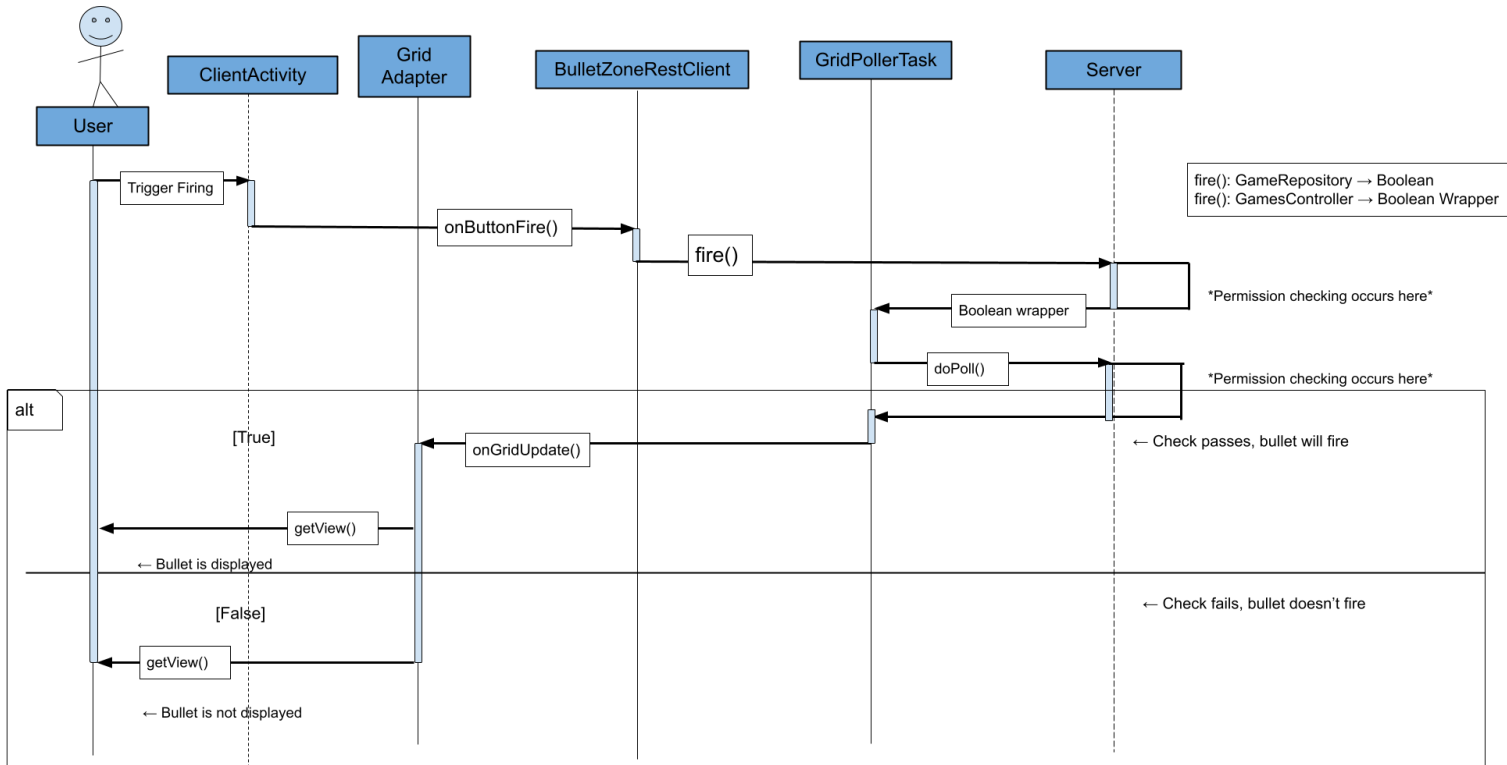 User
ClientActivity
Grid
Adapter
BulletZoneRestClient
GridPollerTask
Server
Trigger Firing
fire(): GameRepository → Boolean
fire(): GamesController → Boolean Wrapper
onButtonFire()
fire()
*Permission checking occurs here*
Boolean wrapper
doPoll()
*Permission checking occurs here*
alt
[True]
onGridUpdate()
← Check passes, bullet will fire
getView()
← Bullet is displayed
[False]
← Check fails, bullet doesn’t fire
getView()
← Bullet is not displayed